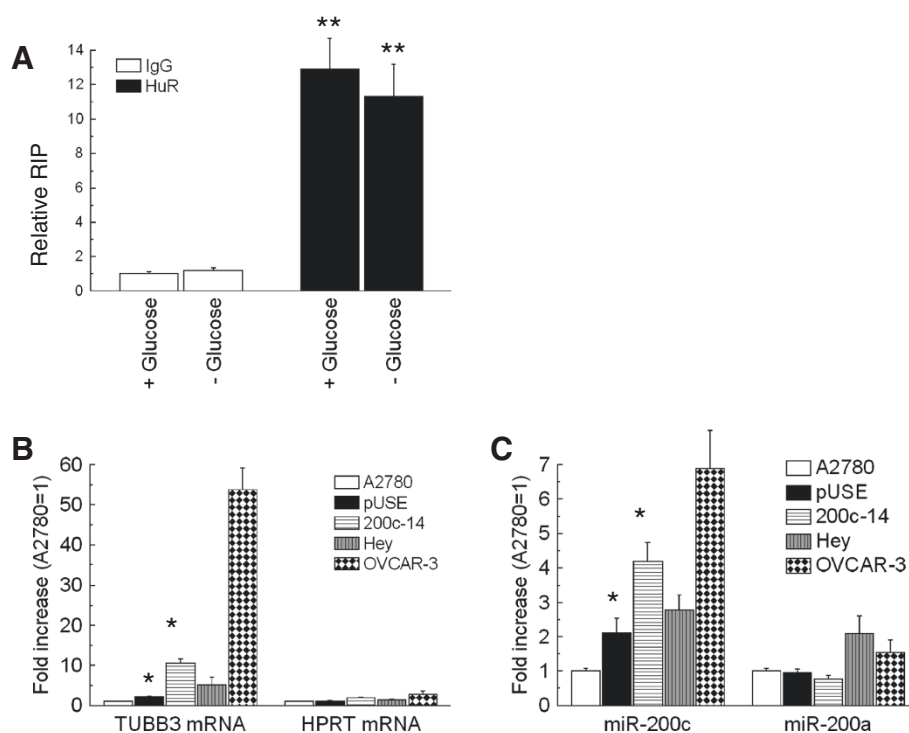 A
**
**
14
12
10
8
6
4
2
0
Relative RIP
IgG
HuR
+ Glucose
- Glucose
+ Glucose
- Glucose
B
60
50
40
30
20
10
0
Fold increase (A2780=1)
A2780
pUSE
200c-14
Hey
OVCAR-3
*
*
TUBB3 mRNA HPRT mRNA
C
7
6
5
4
3
2
1
0
Fold increase (A2780=1)
A2780
pUSE
200c-14
Hey
OVCAR-3
*
*
miR-200c miR-200a